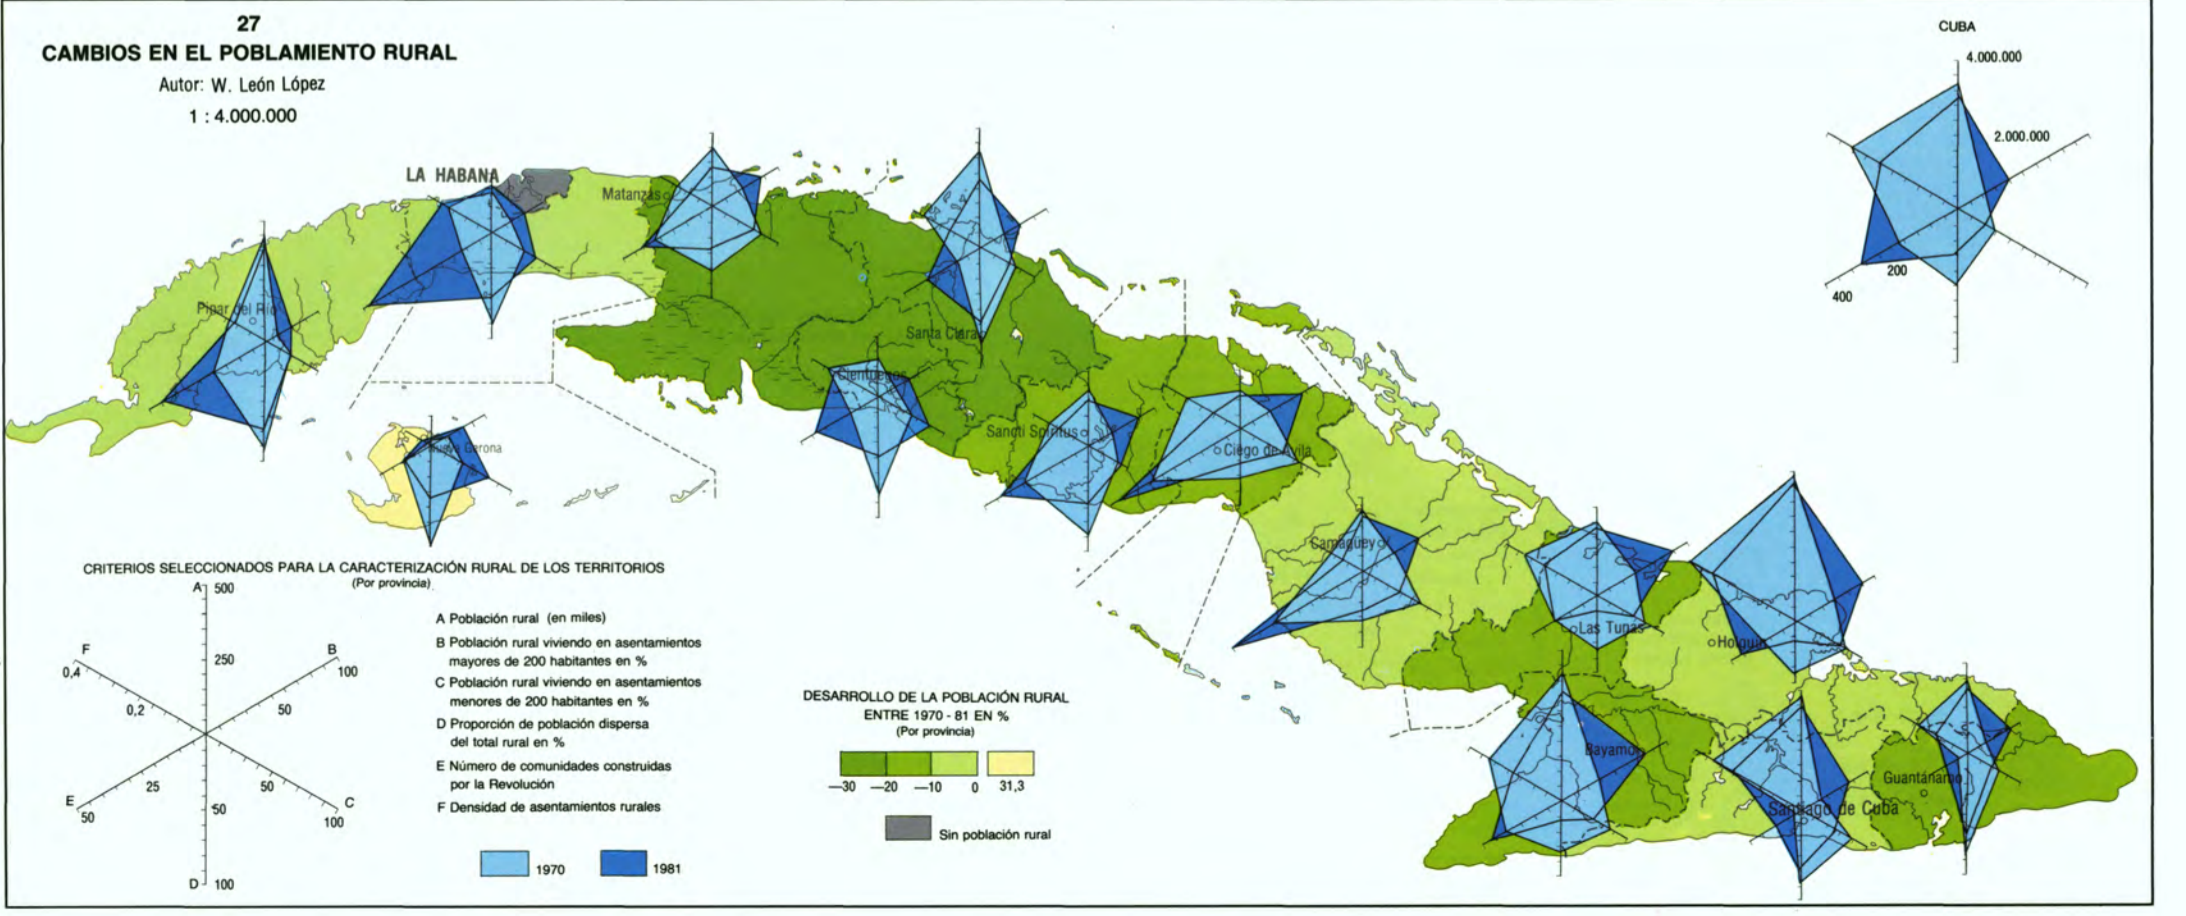 27
CAMBIOS EN EL POBLAMIENTO RURAL
Autor: W. León López
1 : 4.000.000
CUBA
4.000.000
2.000.000
200
400
LA HABANA
Matanzas
Pinar del Río
Nueva Gerona
Santa Clara
Cienfuegos
Sancti Spíritus
Ciego de Avila
Camagüey
Las Tunas
Holguín
Bayamo
Guantánamo
Santiago de Cuba
CRITERIOS SELECCIONADOS PARA LA CARACTERIZACIÓN RURAL DE LOS TERRITORIOS
(Por provincia)
A 500
F
B
0,4
250
100
0,2
50
25
50
E
50
C
50
100
D 100
A Población rural (en miles)
B Población rural viviendo en asentamientos
mayores de 200 habitantes en %
C Población rural viviendo en asentamientos
menores de 200 habitantes en %
D Proporción de población dispersa
del total rural en %
E Número de comunidades construidas
por la Revolución
F Densidad de asentamientos rurales
1970
1981
DESARROLLO DE LA POBLACIÓN RURAL
ENTRE 1970 - 81 EN %
(Por provincia)
—30 —20 —10 0 31,3
Sin población rural